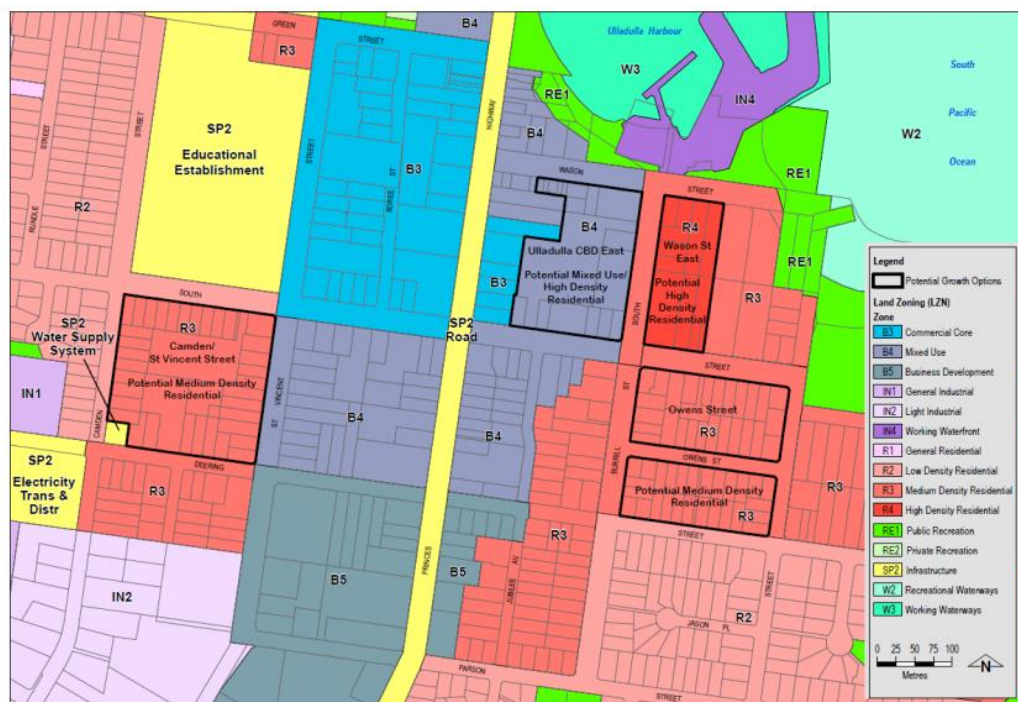 GREEN
R3
STREET
B4
Ulladulla Harbour
W3
IN4
South
Pacific
Ocean
W2
RE1
HIGHWAY
STREET
STREET
SP2
Educational
Establishment
STREET
B3
BOREE ST
B4
WASON
STREET
RE1
RE1
R2
RUNDLE
B4
Ulladulla CBD East
Potential Mixed Use/
High Density
Residential
B3
R4
Wason St
East
Potential
High
Density
Residential
R3
SOUTH
SOUTH
SP2
Water Supply
System
R3
Camden/
St Vincent Street
Potential Medium Density
Residential
SP2
Road
STREET
IN1
CAMDEN
VINCENT
ST
B4
B4
ST
BURRILL
Owens Street
R3
OWENS ST
Potential Medium Density
Residential
R3
R3
DEERING
SP2
Electricity
Trans &
Distr
R3
STREET
R3
B5
B5
PRINCES
JUBILEE AV
IN2
STREET
R2
JASON PL
PARSON
STREET
Legend
Potential Growth Options
Land Zoning (LZN)
Zone
B3 Commercial Core
B4 Mixed Use
B5 Business Development
IN1 General Industrial
IN2 Light Industrial
IN4 Working Waterfront
R1 General Residential
R2 Low Density Residential
R3 Medium Density Residential
R4 High Density Residential
RE1 Public Recreation
RE2 Private Recreation
SP2 Infrastructure
W2 Recreational Waterways
W3 Working Waterways
0 25 50 75 100
Metres
N